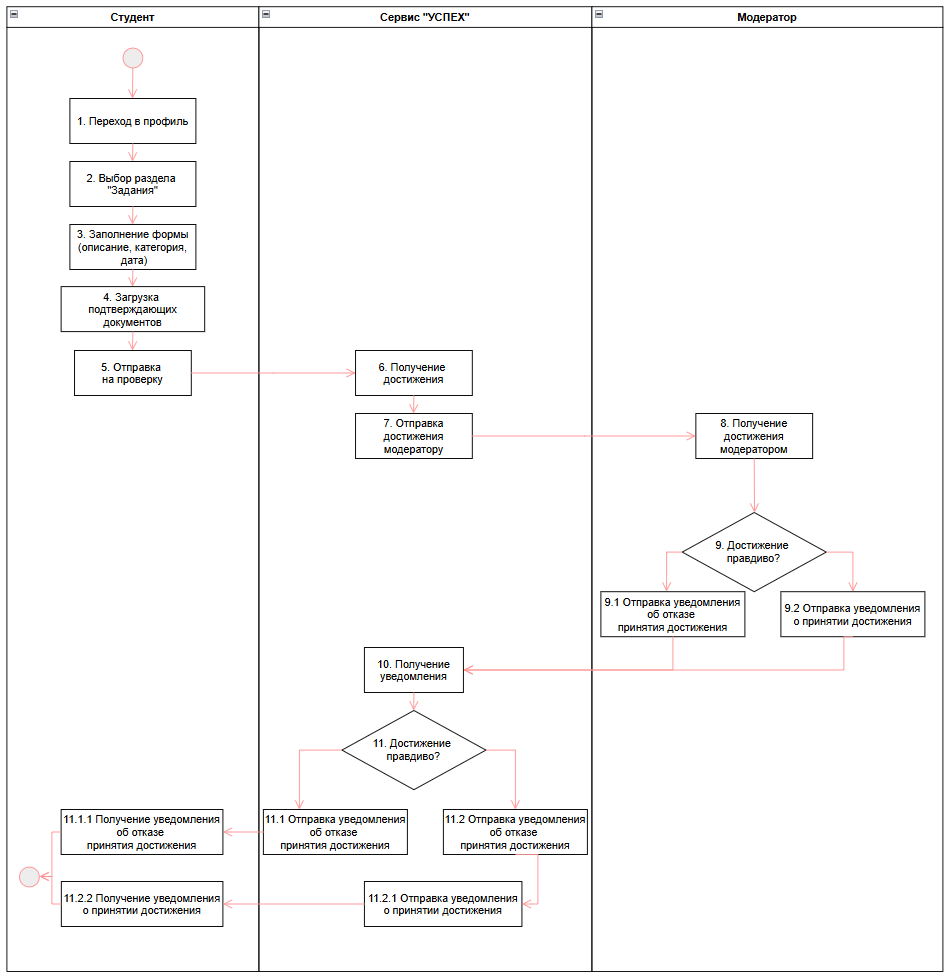 Студент
Сервис "УСПЕХ"
Модератор
1. Переход в профиль
2. Выбор раздела
"Задания"
3. Заполнение формы
(описание, категория,
дата)
4. Загрузка
подтверждающих
документов
5. Отправка
на проверку
6. Получение
достижения
7. Отправка
достижения
модератору
8. Получение
достижения
модератором
9. Достижение
правдиво?
9.1 Отправка уведомления
об отказе
принятия достижения
9.2 Отправка уведомления
о принятии достижения
10. Получение
уведомления
11. Достижение
правдиво?
11.1.1 Получение уведомления
об отказе
принятия достижения
11.1 Отправка уведомления
об отказе
принятия достижения
11.2 Отправка уведомления
об отказе
принятия достижения
11.2.2 Получение уведомления
о принятии достижения
11.2.1 Отправка уведомления
о принятии достижения